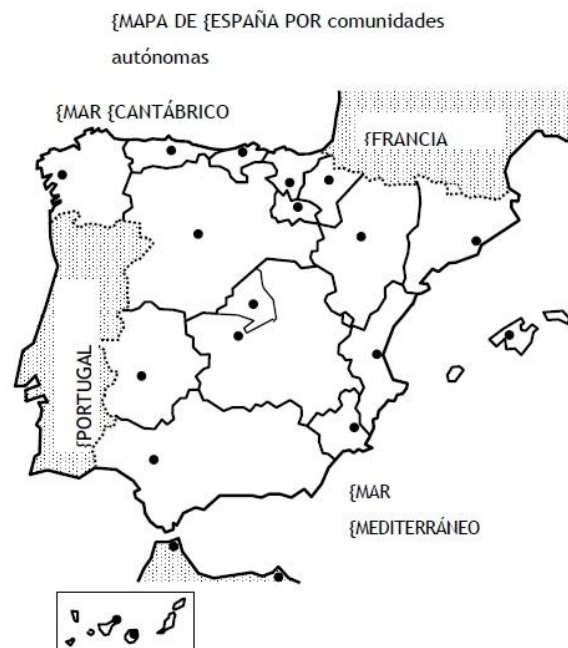 {MAPA DE {ESPAÑA POR comunidades
autónomas
{MAR {CANTÁBRICO
{FRANCIA
{PORTUGAL
{MAR
{MEDITERRÁNEO